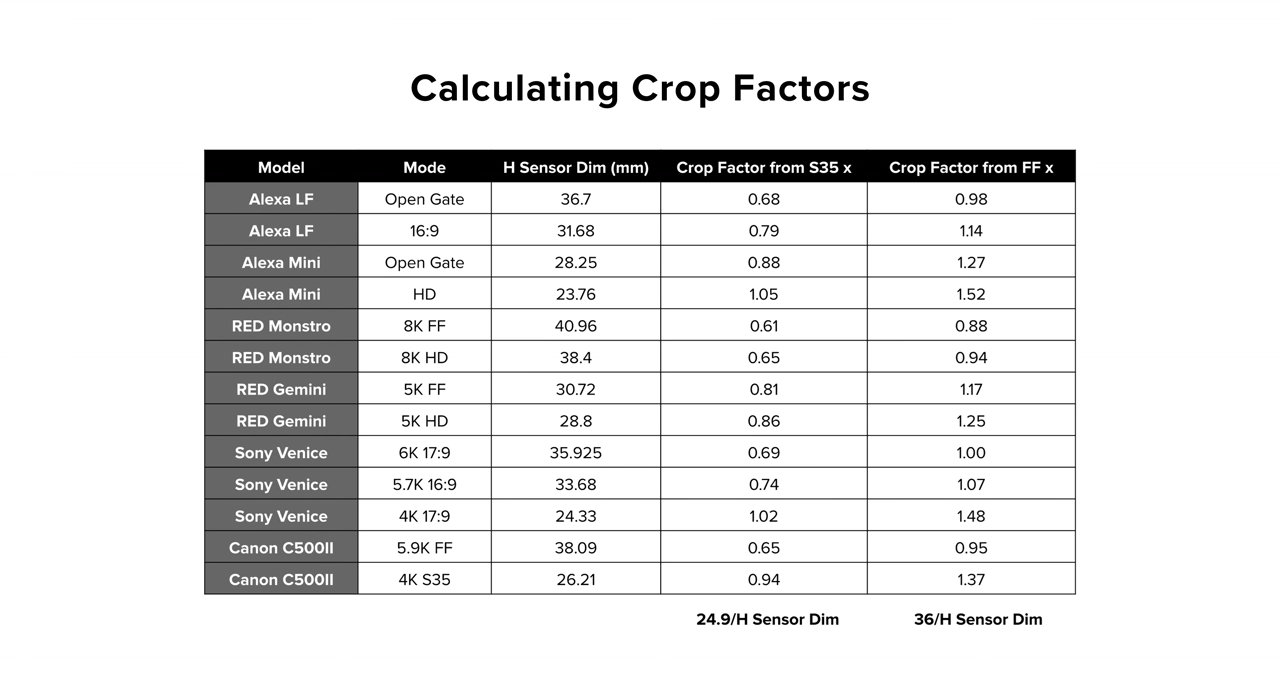 Calculating Crop Factors
Model Mode H Sensor Dim (mm) Crop Factor from S35 x Crop Factor from FF x
Alexa LF Open Gate 36.7 0.68 0.98
Alexa LF 16:9 31.68 0.79 1.14
Alexa Mini Open Gate 28.25 0.88 1.27
Alexa Mini HD 23.76 1.05 1.52
RED Monstro 8K FF 40.96 0.61 0.88
RED Monstro 8K HD 38.4 0.65 0.94
RED Gemini 5K FF 30.72 0.81 1.17
RED Gemini 5K HD 28.8 0.86 1.25
Sony Venice 6K 17:9 35.925 0.69 1.00
Sony Venice 5.7K 16:9 33.68 0.74 1.07
Sony Venice 4K 17:9 24.33 1.02 1.48
Canon C500II 5.9K FF 38.09 0.65 0.95
Canon C500II 4K S35 26.21 0.94 1.37
24.9/H Sensor Dim 36/H Sensor Dim